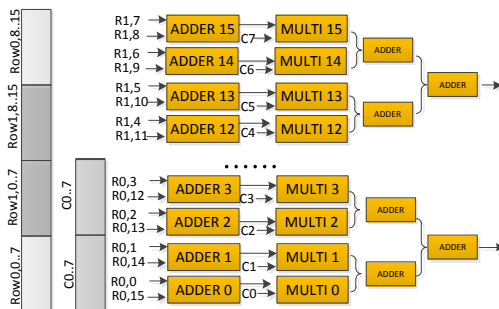 Row0,8..15
Row1,8..15
Row1,0..7
Row0,0..7
C0..7
C0..7
R1,7
R1,8
ADDER 15
C7
MULTI 15
R1,6
R1,9
ADDER 14
C6
MULTI 14
ADDER
R1,5
R1,10
ADDER 13
C5
MULTI 13
R1,4
R1,11
ADDER 12
C4
MULTI 12
ADDER
ADDER
......
R0,3
R0,12
ADDER 3
C3
MULTI 3
R0,2
R0,13
ADDER 2
C2
MULTI 2
ADDER
R0,1
R0,14
ADDER 1
C1
MULTI 1
R0,0
R0,15
ADDER 0
C0
MULTI 0
ADDER
ADDER